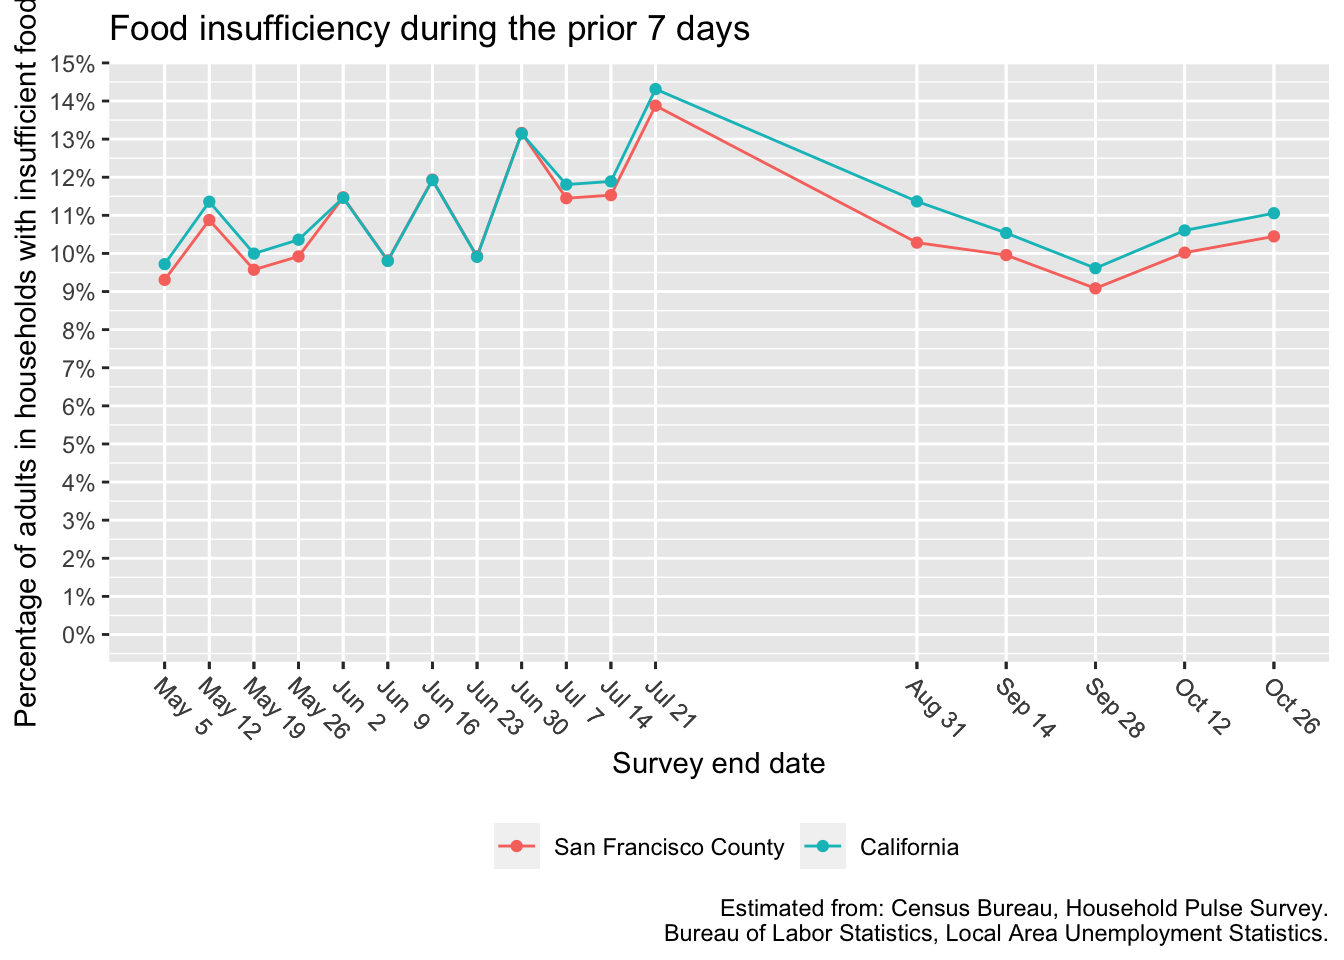 Food insufficiency during the prior 7 days
Percentage of adults in households with insufficient food
15%
14%
13%
12%
11%
10%
9%
8%
7%
6%
5%
4%
3%
2%
1%
0%
May 5
May 12
May 19
May 26
Jun 2
Jun 9
Jun 16
Jun 23
Jun 30
Jul 7
Jul 14
Jul 21
Aug 31
Sep 14
Sep 28
Oct 12
Oct 26
Survey end date
San Francisco County
California
Estimated from: Census Bureau, Household Pulse Survey.
Bureau of Labor Statistics, Local Area Unemployment Statistics.